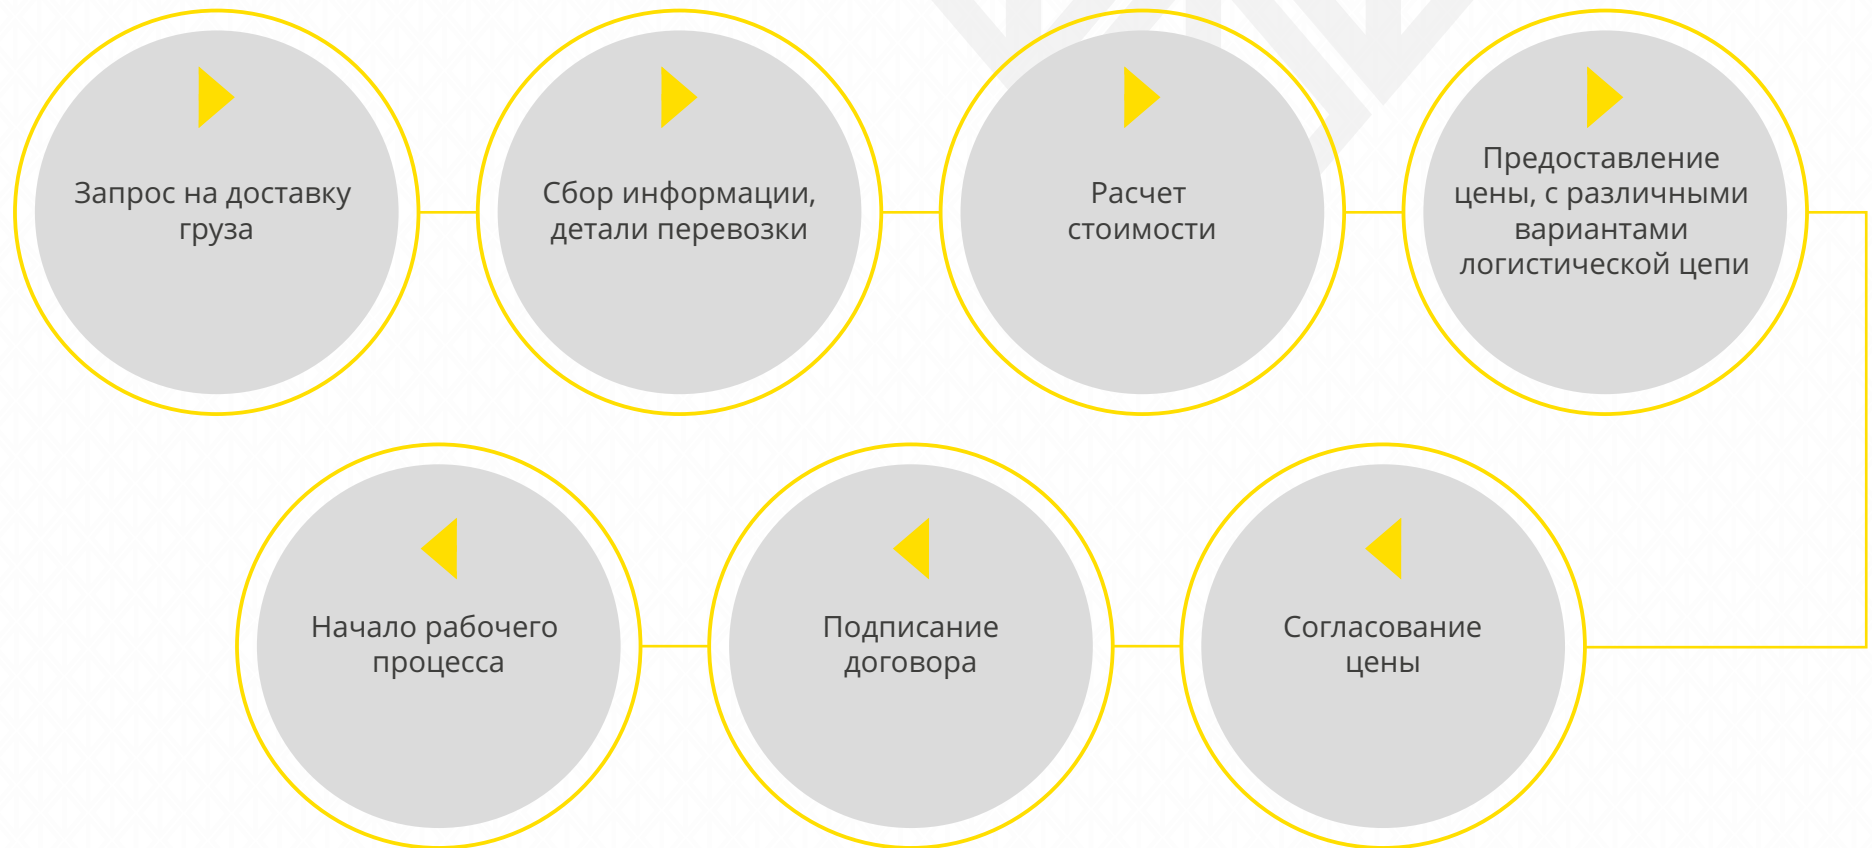 Запрос на доставку
груза
Сбор информации,
детали перевозки
Расчет
стоимости
Предоставление
цены, с различными
вариантами
логистической цепи
Согласование
цены
Подписание
договора
Начало рабочего
процесса